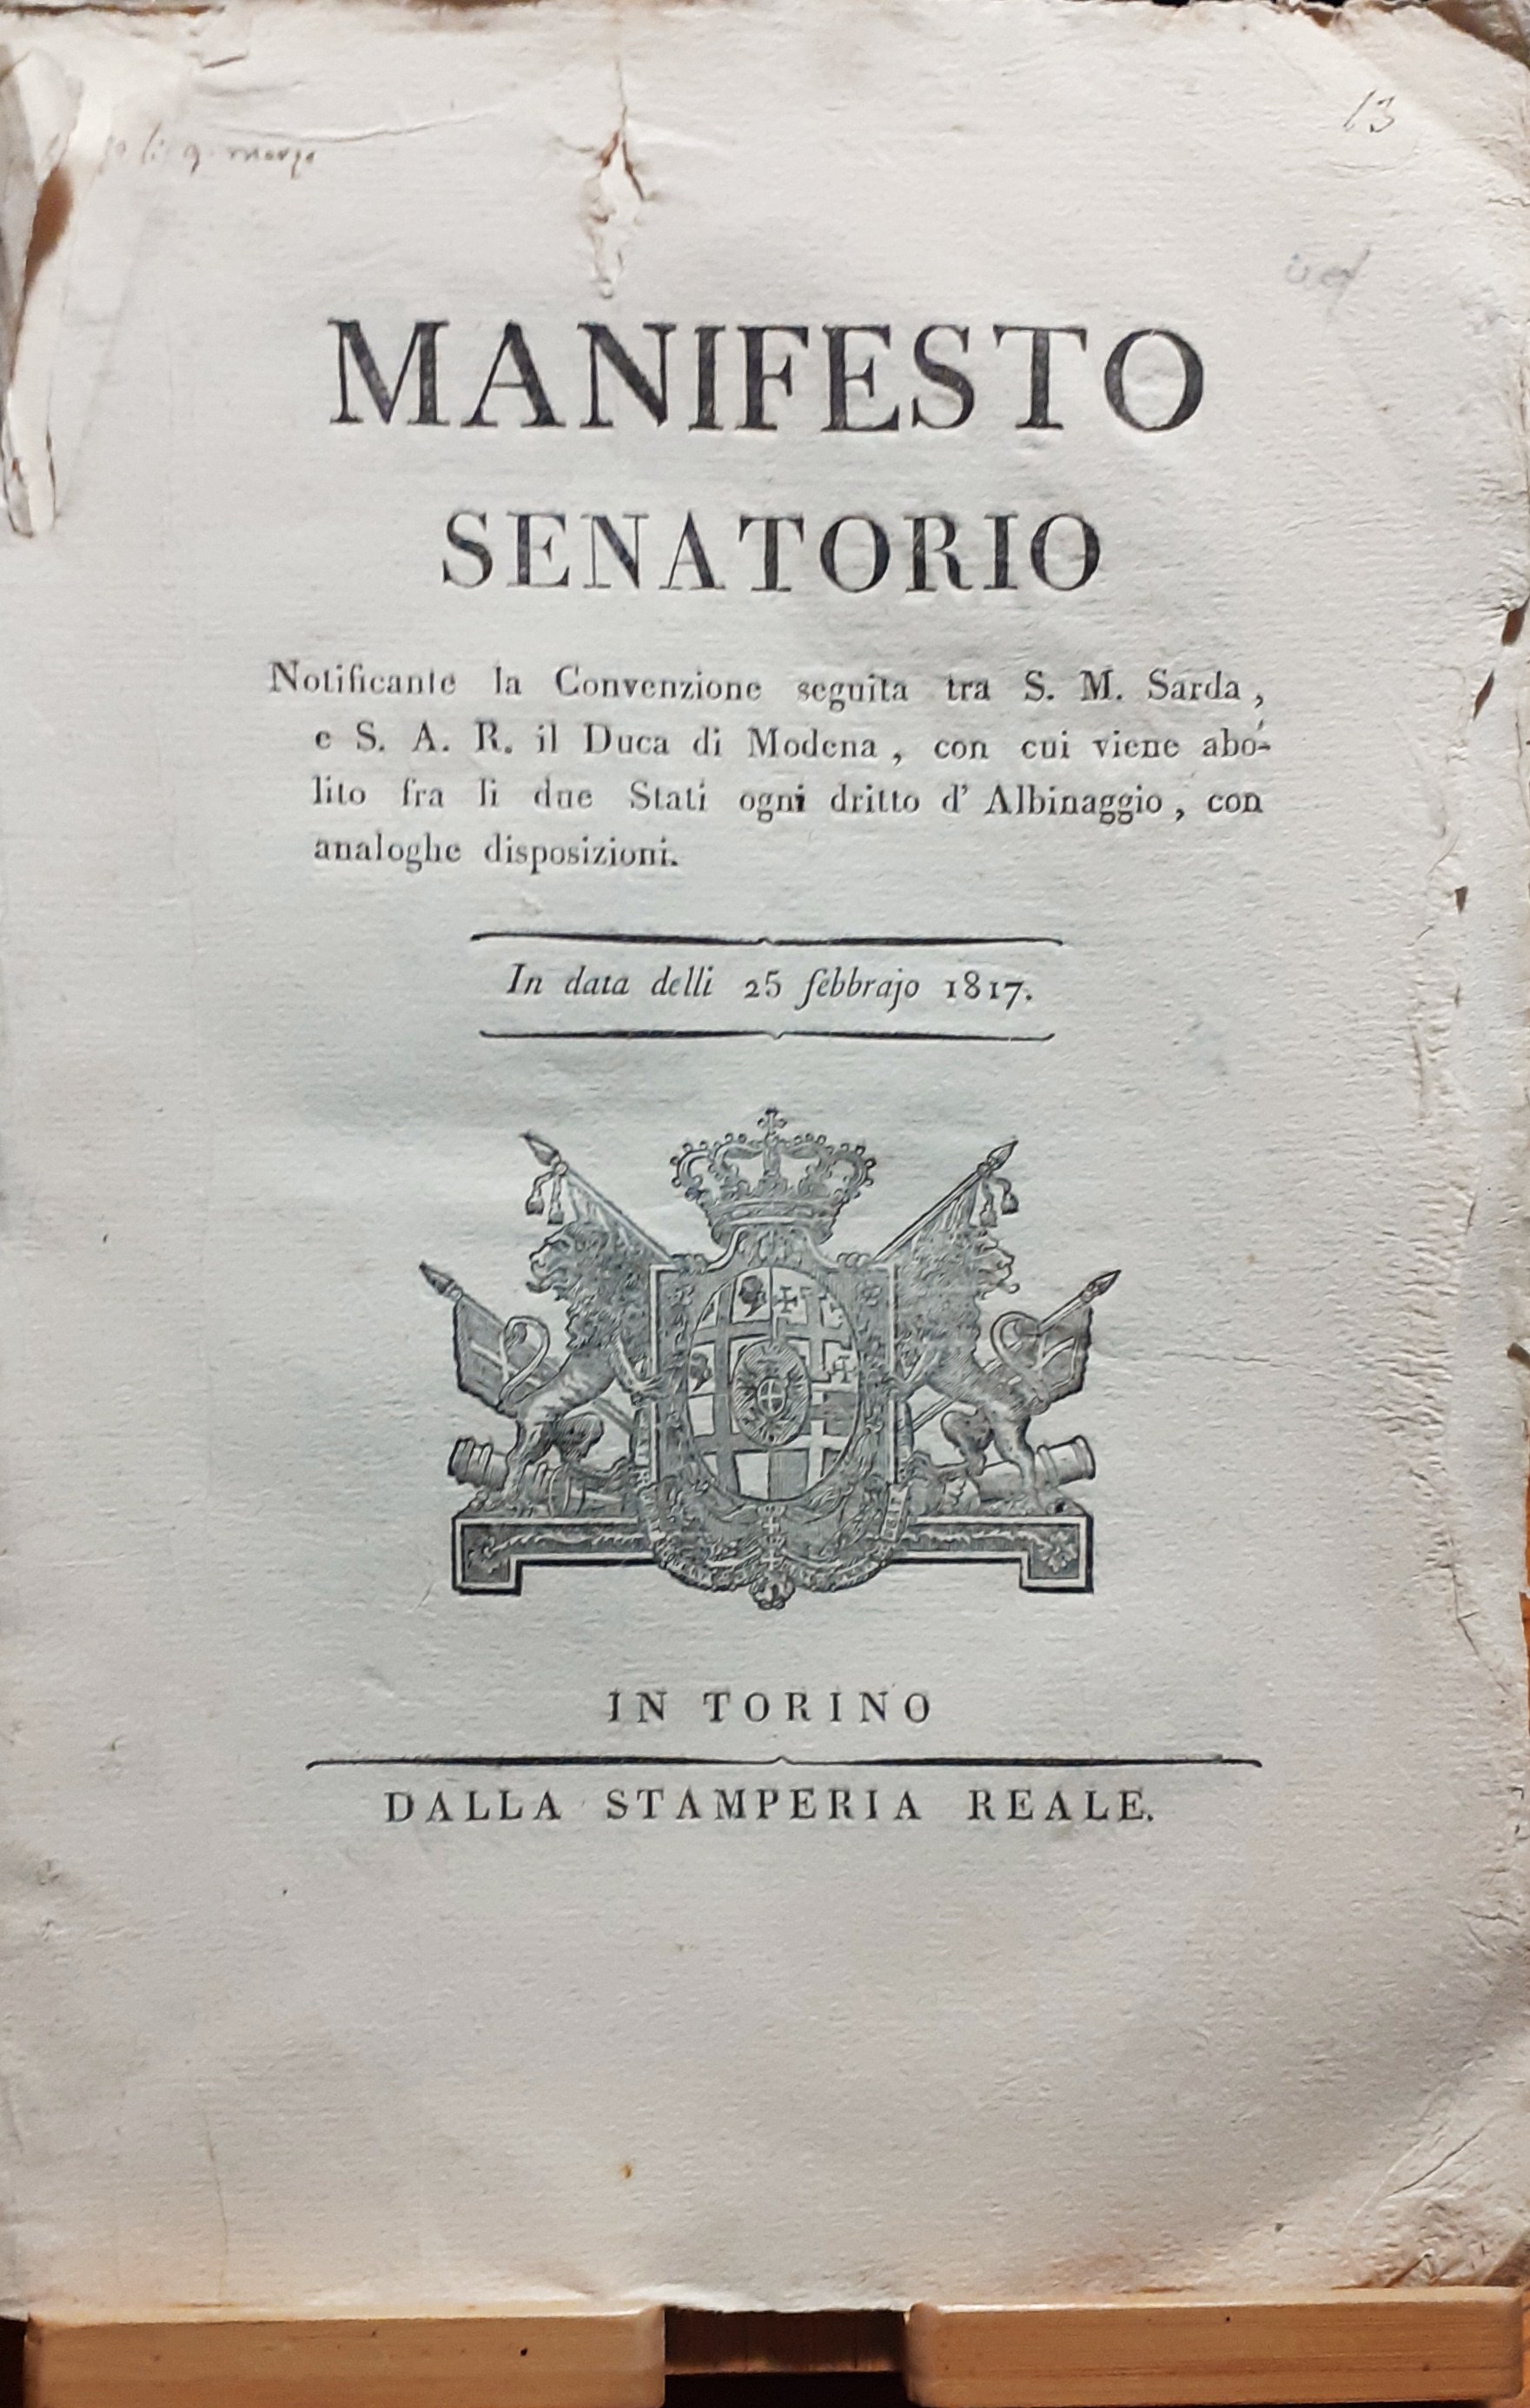 13
9. marzo
MANIFESTO
SENATORIO
Notificante la Convenzione seguita tra S. M. Sarda,
e S. A. R. il Duca di Modena, con cui viene abo-
lito fra li due Stati ogni dritto d' Albinaggio, con
analoghe disposizioni.
In data delli 25 febbrajo 1817.
IN TORINO
DALLA STAMPERIA REALE.